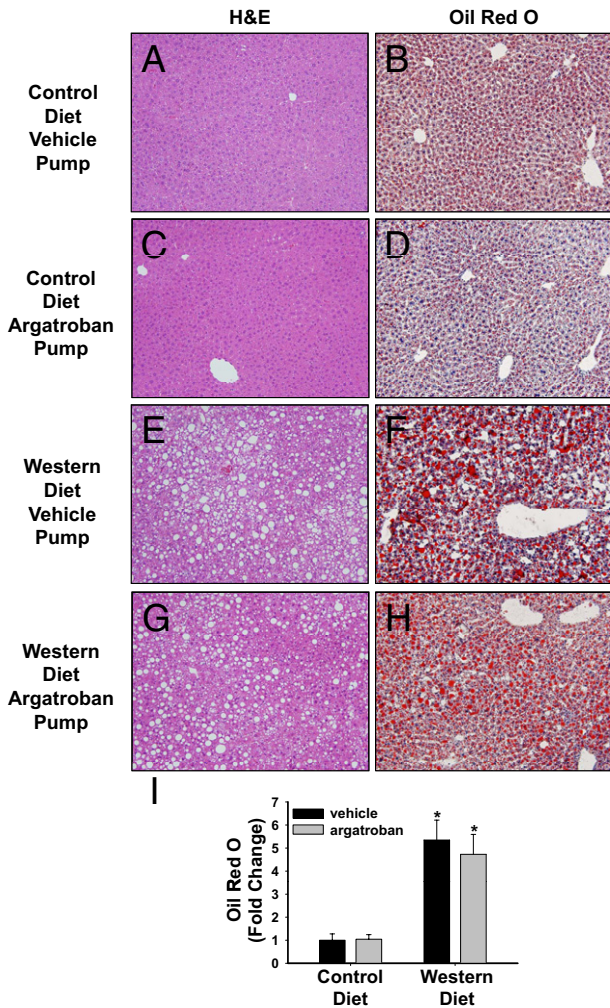 H&E
Oil Red O
Control
Diet
Vehicle
Pump
A
B
Control
Diet
Argatroban
Pump
C
D
Western
Diet
Vehicle
Pump
E
F
Western
Diet
Argatroban
Pump
G
H
I
Oil Red O
(Fold Change)
7
6
5
4
3
2
1
0
vehicle
argatroban
*
*
Control
Diet
Western
Diet